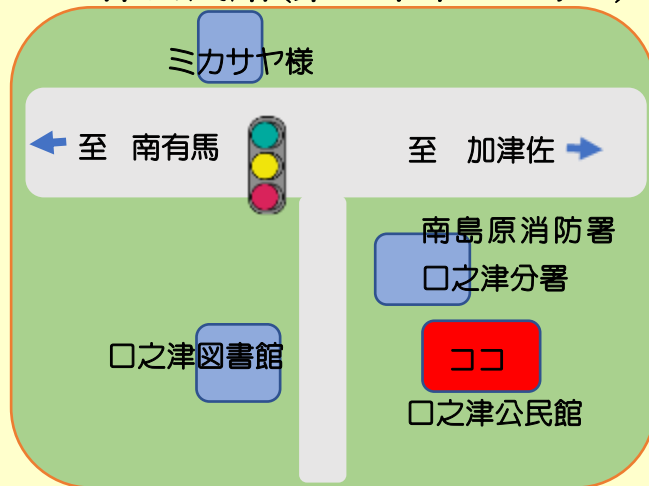 ミカサヤ様
至　南有馬
至　加津佐
南島原消防署
口之津分署
口之津図書館
ココ
口之津公民館